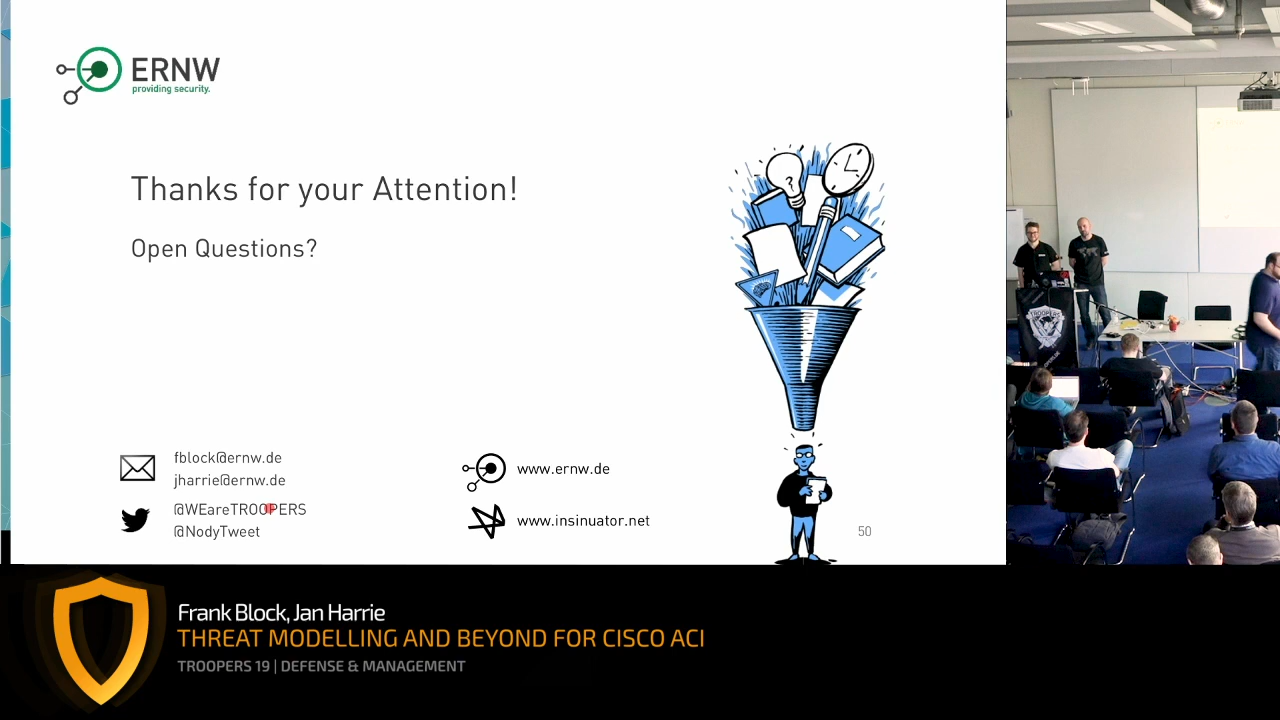 ERNW
providing security.
Thanks for your Attention!
Open Questions?
fblock@ernw.de
jharrie@ernw.de
@WEareTROOPERS
@NodyTweet
www.ernw.de
www.insinuator.net
?
50
TROOPERS
Frank Block, Jan Harrie
THREAT MODELLING AND BEYOND FOR CISCO ACI
TROOPERS 19 | DEFENSE & MANAGEMENT